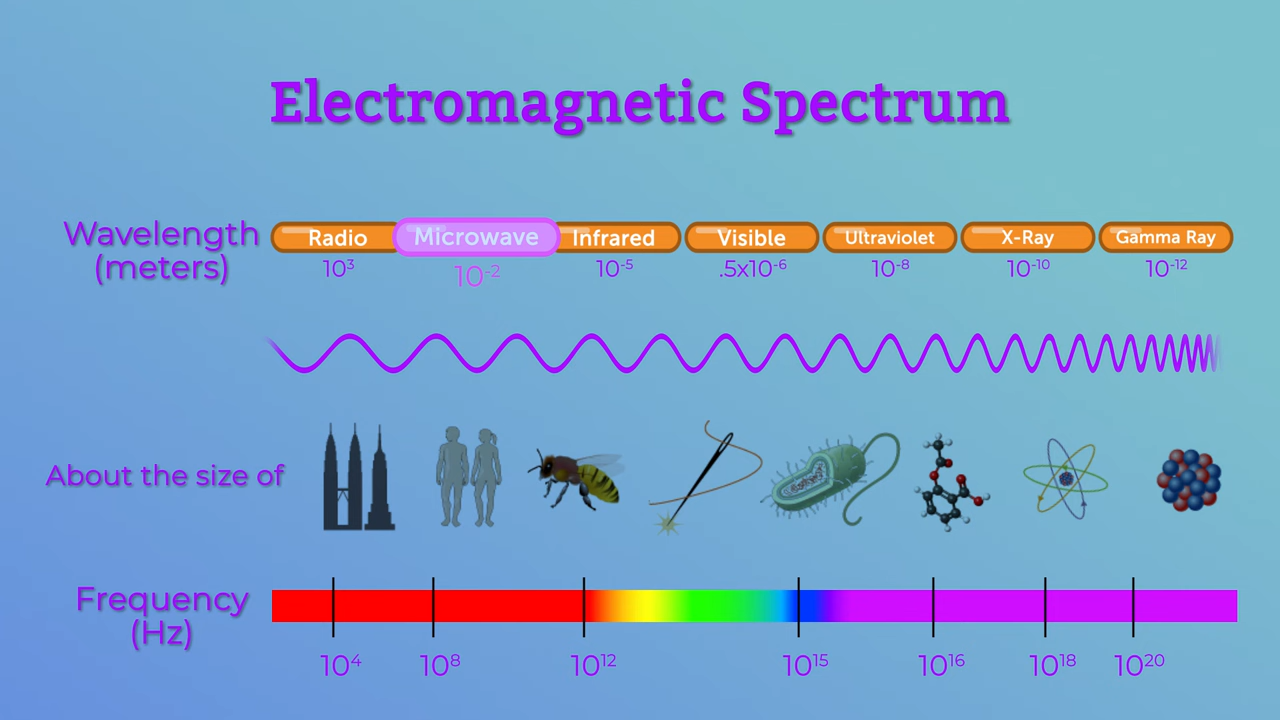 Electromagnetic Spectrum
Wavelength
(meters)
Radio Microwave Infrared Visible Ultraviolet X-Ray Gamma Ray
10³ 10⁻² 10⁻⁵ .5x10⁻⁶ 10⁻⁸ 10⁻¹⁰ 10⁻¹²
About the size of
Frequency
(Hz)
10⁴ 10⁸ 10¹² 10¹⁵ 10¹⁶ 10¹⁸ 10²⁰